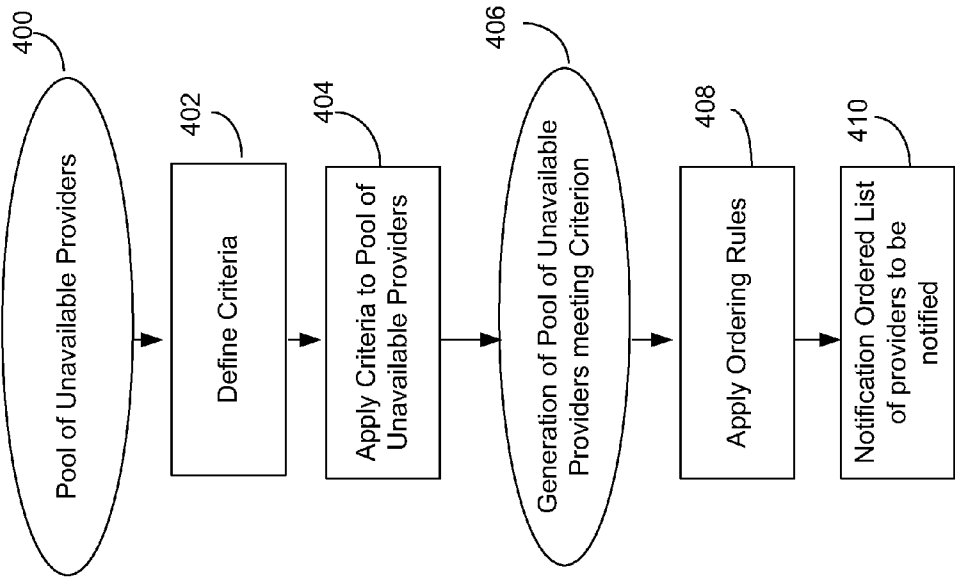 400
Pool of Unavailable Providers
402
Define Criteria
404
Apply Criteria to Pool of
Unavailable Providers
406
Generation of Pool of Unavailable
Providers meeting Criterion
408
Apply Ordering Rules
410
Notification Ordered List
of providers to be
notified